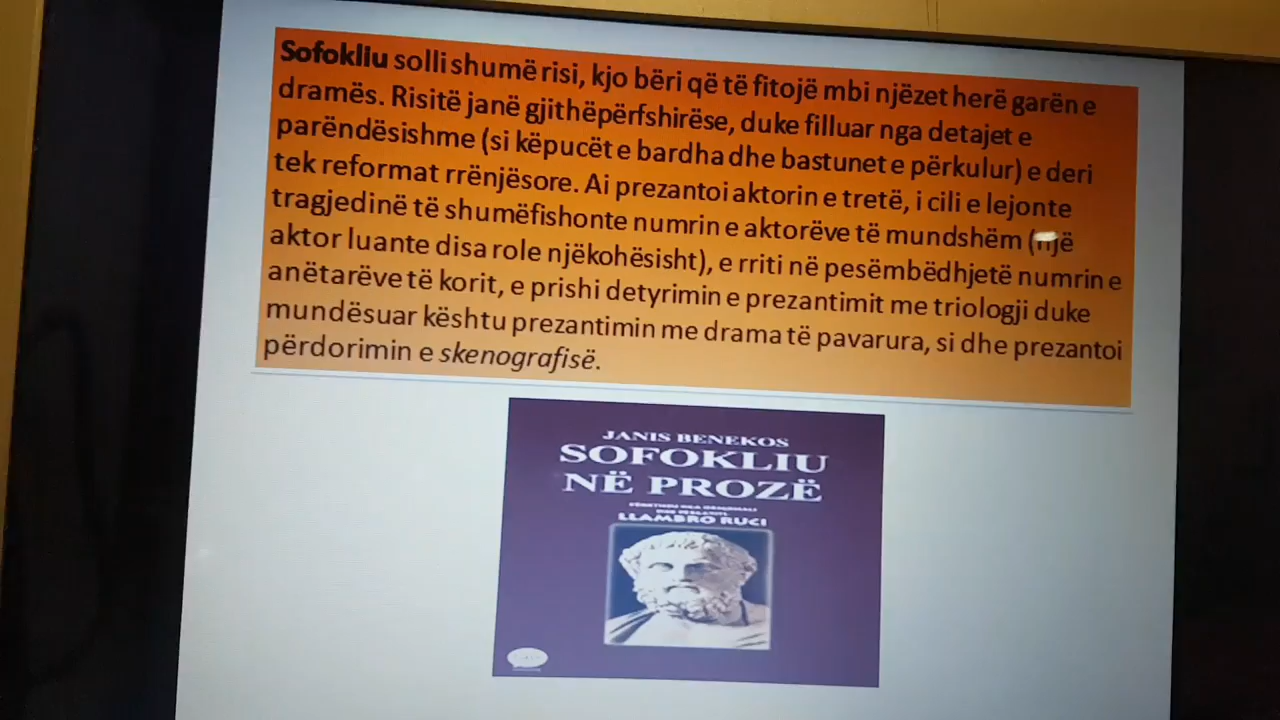 Sofokliu solli shumë risi, kjo bëri që të fitojë mbi njëzet herë garën e
dramës. Risitë janë gjithëpërfshirëse, duke filluar nga detajet e
parëndësishme (si këpucët e bardha dhe bastunet e përkulur) e deri
tek reformat rrënjësore. Ai prezantoi aktorin e tretë, i cili e lejonte
tragjedinë të shumëfishonte numrin e aktorëve të mundshëm (një
aktor luante disa role njëkohësisht), e rriti në pesëmbëdhjetë numrin e
anëtarëve të korit, e prishi detyrimin e prezantimit me triologji duke
mundësuar kështu prezantimin me drama të pavarura, si dhe prezantoi
përdorimin e skenografisë.
JANIS BENEKOS
SOFOKLIU
NË PROZË
LLAMBRO RUCI